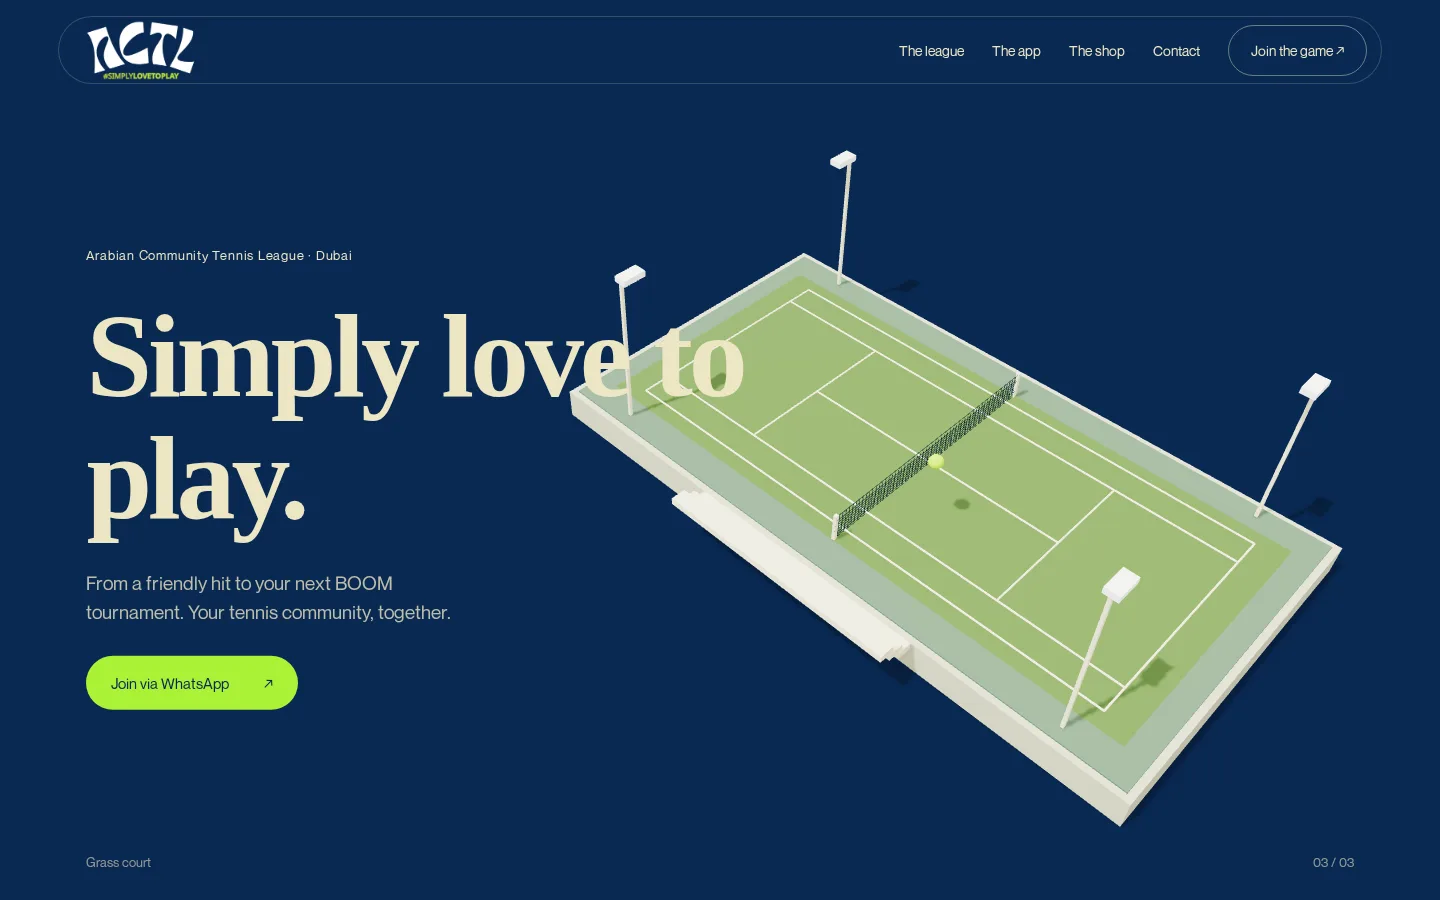 ACTL
#SIMPLYLOVETOPLAY
The league
The app
The shop
Contact
Join the game ↗
Arabian Community Tennis League · Dubai
Simply love to
play.
From a friendly hit to your next BOOM
tournament. Your tennis community, together.
Join via WhatsApp ↗
Grass court
03 / 03